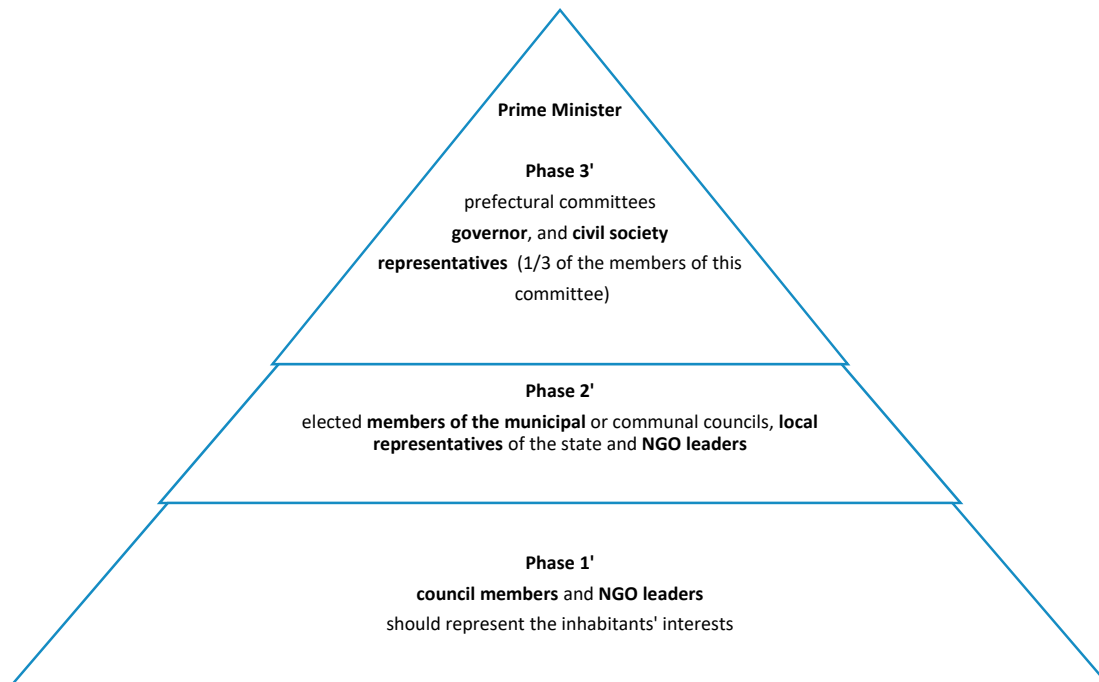 Prime Minister
Phase 3'
prefectural committees
governor, and civil society
representatives (1/3 of the members of this
committee)
Phase 2'
elected members of the municipal or communal councils, local
representatives of the state and NGO leaders
Phase 1'
council members and NGO leaders
should represent the inhabitants' interests